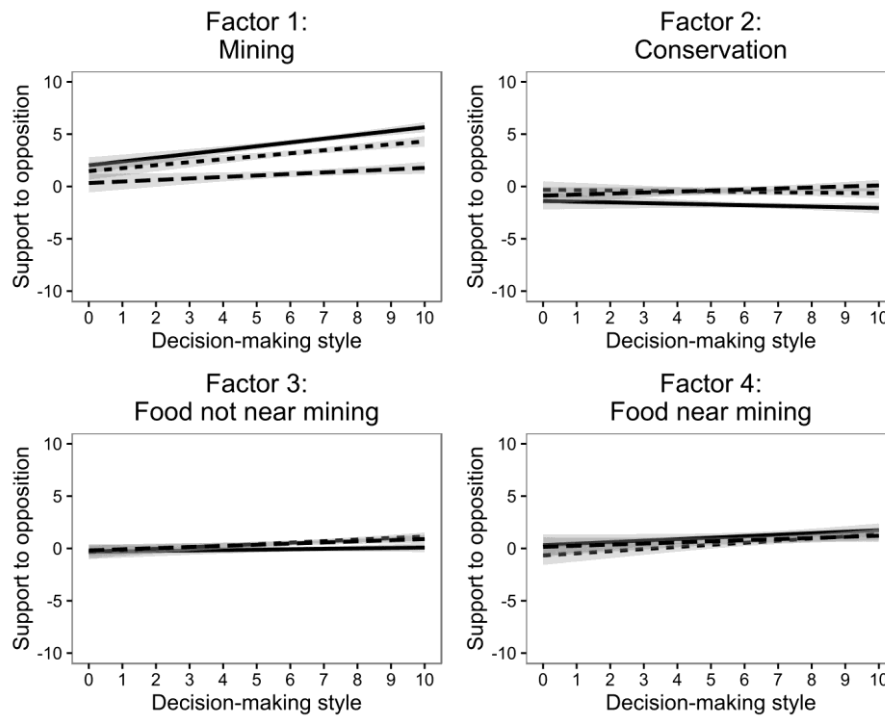 Factor 1:
Mining
10
5
0
-5
-10
Support to opposition
0 1 2 3 4 5 6 7 8 9 10
Decision-making style
Factor 2:
Conservation
10
5
0
-5
-10
Support to opposition
0 1 2 3 4 5 6 7 8 9 10
Decision-making style
Factor 3:
Food not near mining
10
5
0
-5
-10
Support to opposition
0 1 2 3 4 5 6 7 8 9 10
Decision-making style
Factor 4:
Food near mining
10
5
0
-5
-10
Support to opposition
0 1 2 3 4 5 6 7 8 9 10
Decision-making style